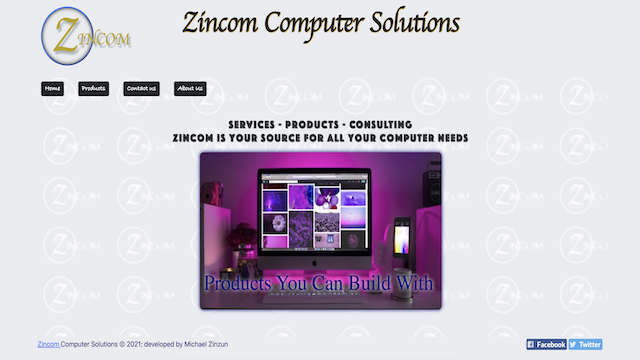 ZINCOM
Zincom Computer Solutions
Home
Products
Contact us
About Us
SERVICES - PRODUCTS - CONSULTING
ZINCOM IS YOUR SOURCE FOR ALL YOUR COMPUTER NEEDS
Products You Can Build With
Zincom Computer Solutions © 2021: developed by Michael Zinzun
Facebook
Twitter